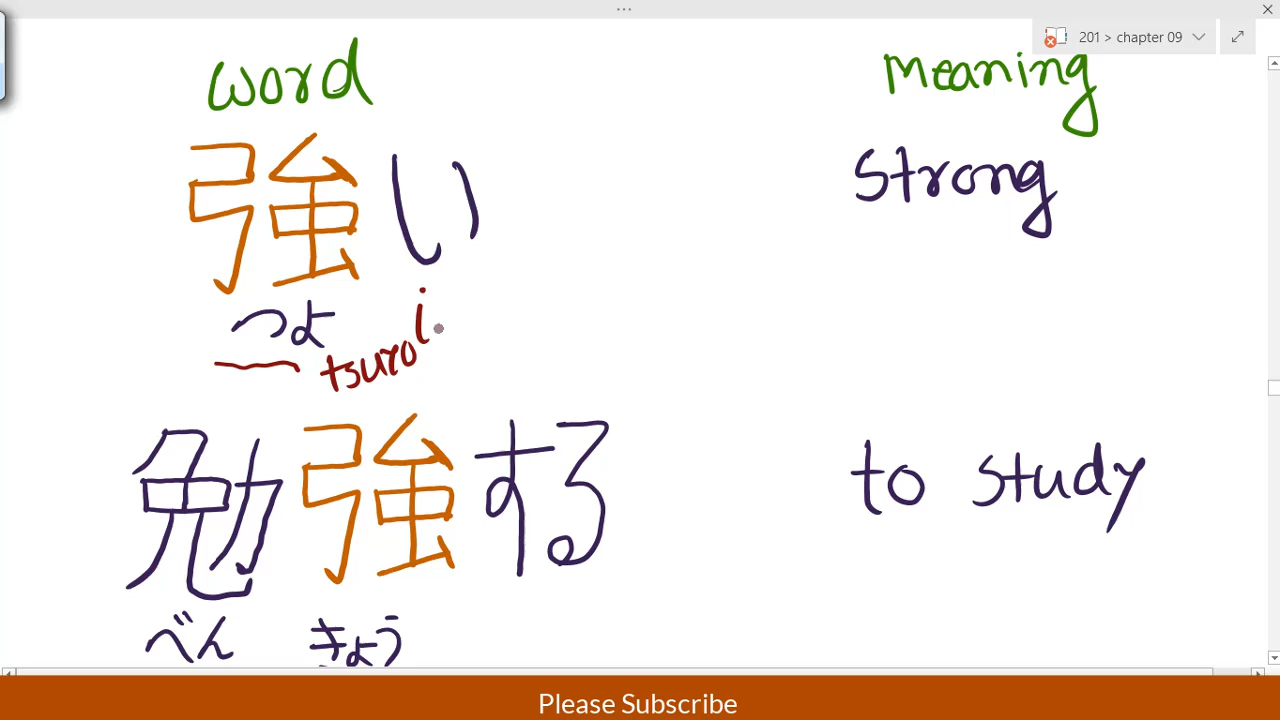 201 > chapter 09
word Meaning
強い strong
つよ
tsuroi
勉強する to study
べん きょう
Please Subscribe